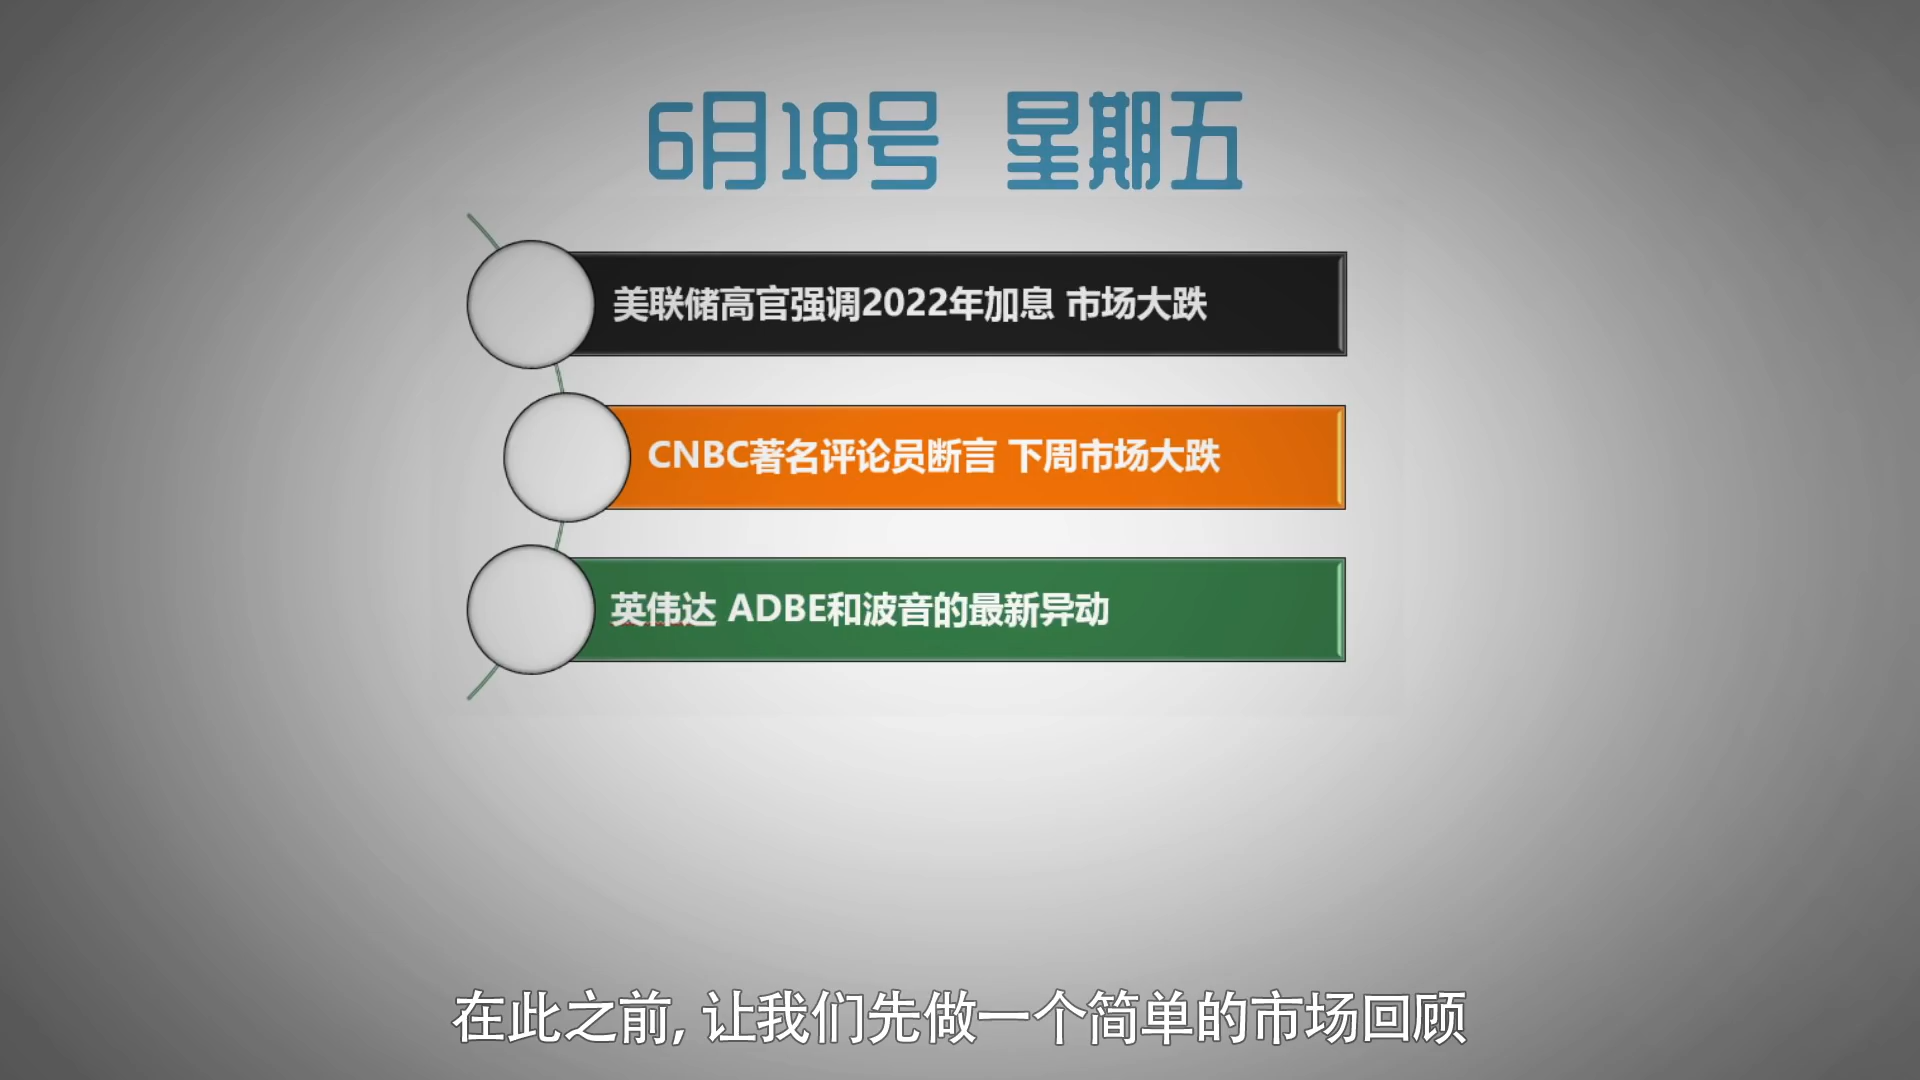 6月18号 星期五
美联储高官强调2022年加息 市场大跌
CNBC著名评论员断言 下周市场大跌
英伟达 ADBE和波音的最新异动
在此之前, 让我们先做一个简单的市场回顾